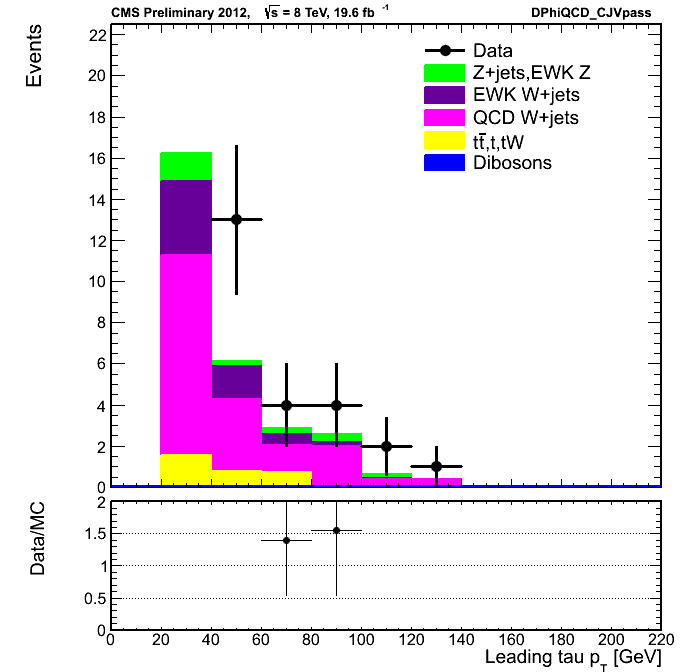 CMS Preliminary 2012, √s = 8 TeV, 19.6 fb⁻¹ DPhiQCD_CJVpass
Events
22
20
18
16
14
12
10
8
6
4
2
0
Data
Z+jets,EWK Z
EWK W+jets
QCD W+jets
tt̄,t,tW
Dibosons
Data/MC
2
1.5
1
0.5
0
0 20 40 60 80 100 120 140 160 180 200 220
Leading tau p_T [GeV]